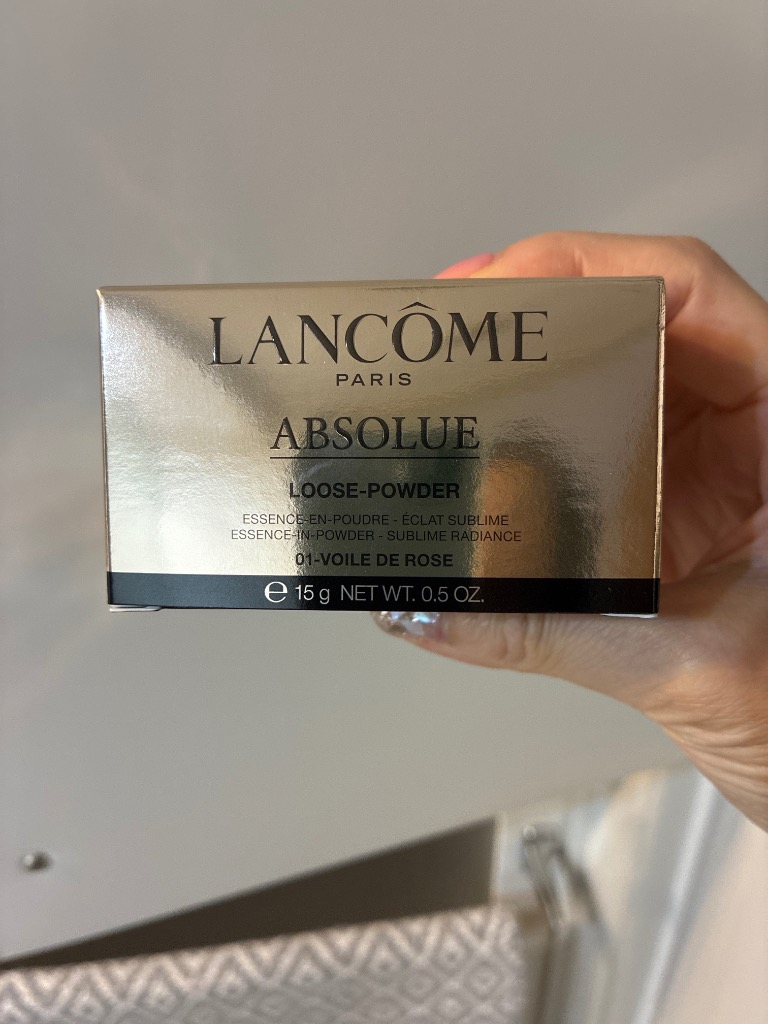 LANCÔME
PARIS
ABSOLUE
LOOSE-POWDER
ESSENCE-EN-POUDRE - ÉCLAT SUBLIME
ESSENCE-IN-POWDER - SUBLIME RADIANCE
01-VOILE DE ROSE
℮ 15 g NET WT. 0.5 OZ.